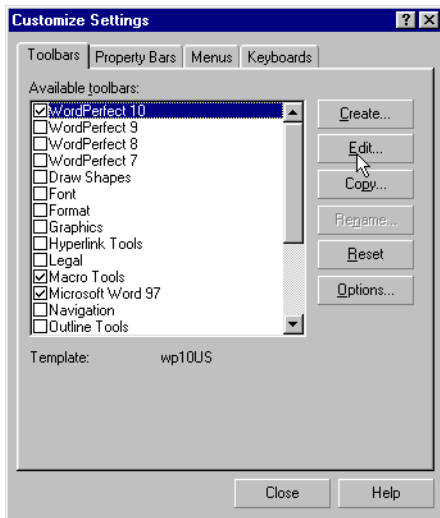 Customize Settings
Toolbars Property Bars Menus Keyboards
Available toolbars:
WordPerfect 10
WordPerfect 9
WordPerfect 8
WordPerfect 7
Draw Shapes
Font
Format
Graphics
Hyperlink Tools
Legal
Macro Tools
Microsoft Word 97
Navigation
Outline Tools
Create...
Edit...
Copy...
Rename...
Reset
Options...
Template: wp10US
Close Help